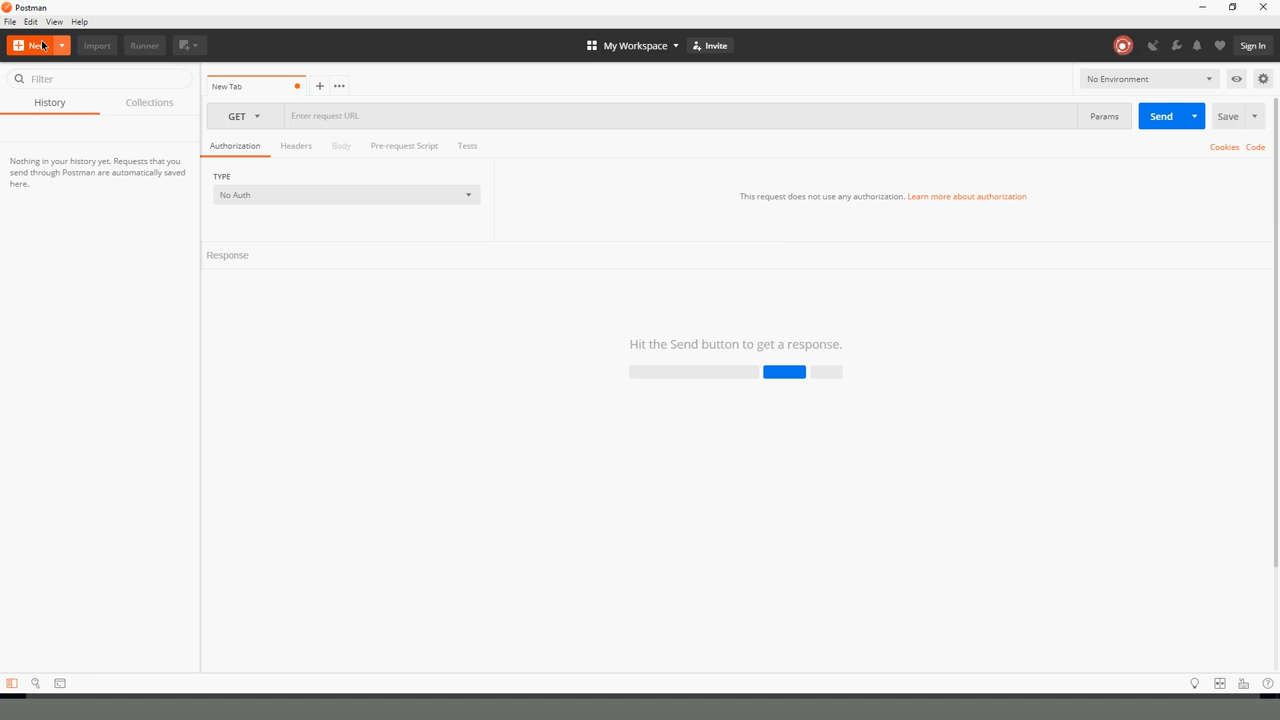 Postman
File Edit View Help
New Import Runner My Workspace Invite Sign In
Filter
History Collections
Nothing in your history yet. Requests that you
send through Postman are automatically saved
here.
New Tab
No Environment
GET Enter request URL Params Send Save
Authorization Headers Body Pre-request Script Tests Cookies Code
TYPE
No Auth
This request does not use any authorization. Learn more about authorization
Response
Hit the Send button to get a response.